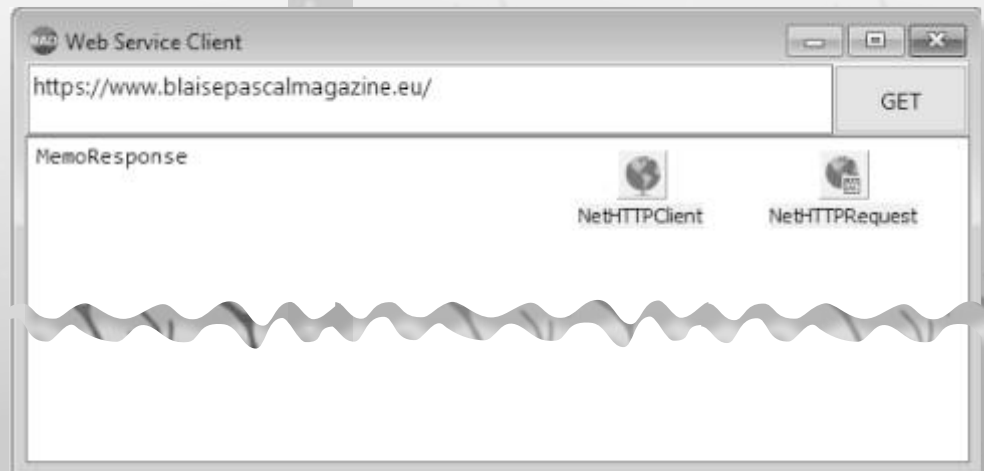 Web Service Client
https://www.blaisepascalmagazine.eu/
GET
MemoResponse
NetHTTPClient
NetHTTPRequest